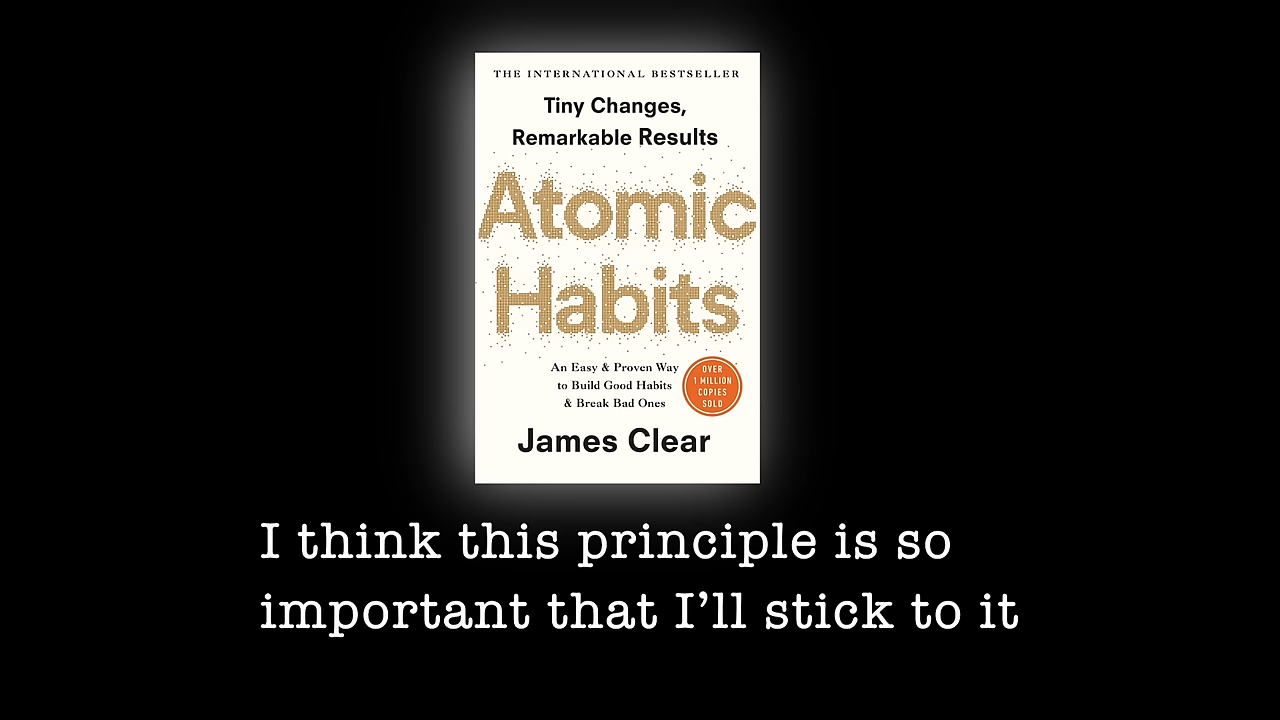 THE INTERNATIONAL BESTSELLER
Tiny Changes,
Remarkable Results
Atomic
Habits
An Easy & Proven Way
to Build Good Habits
& Break Bad Ones
OVER
1 MILLION
COPIES
SOLD
James Clear
I think this principle is so
important that I’ll stick to it